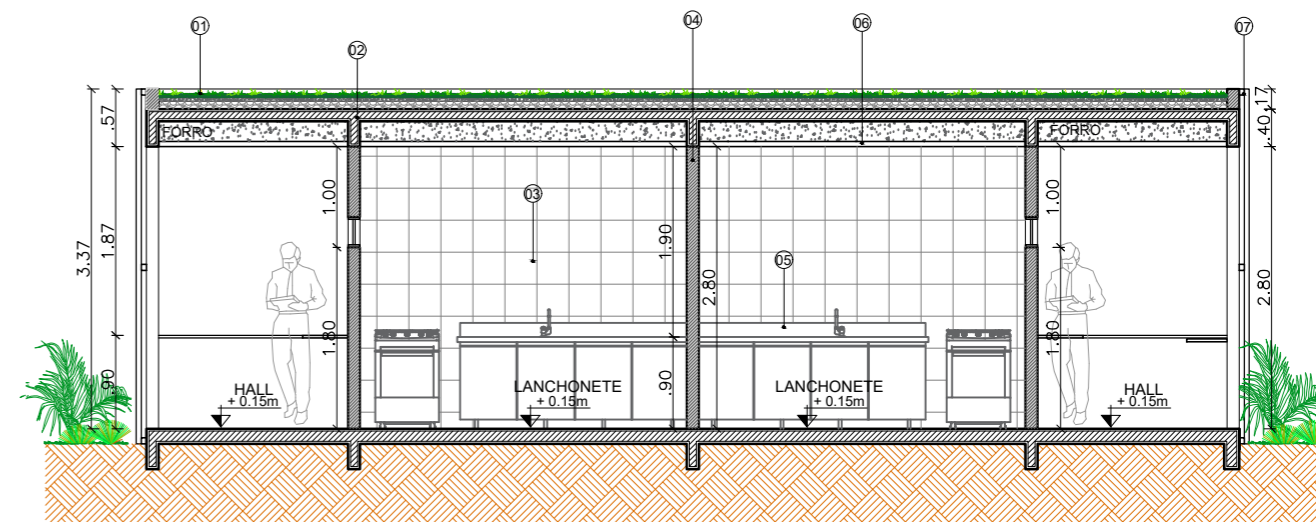 01
02
04
06
07
.57
1.87
3.37
.90
FORRO
FORRO
.17
.40
1.00
03
1.90
2.80
05
1.00
2.80
1.80
.90
1.80
HALL
+ 0.15m
LANCHONETE
+ 0.15m
LANCHONETE
+ 0.15m
HALL
+ 0.15m